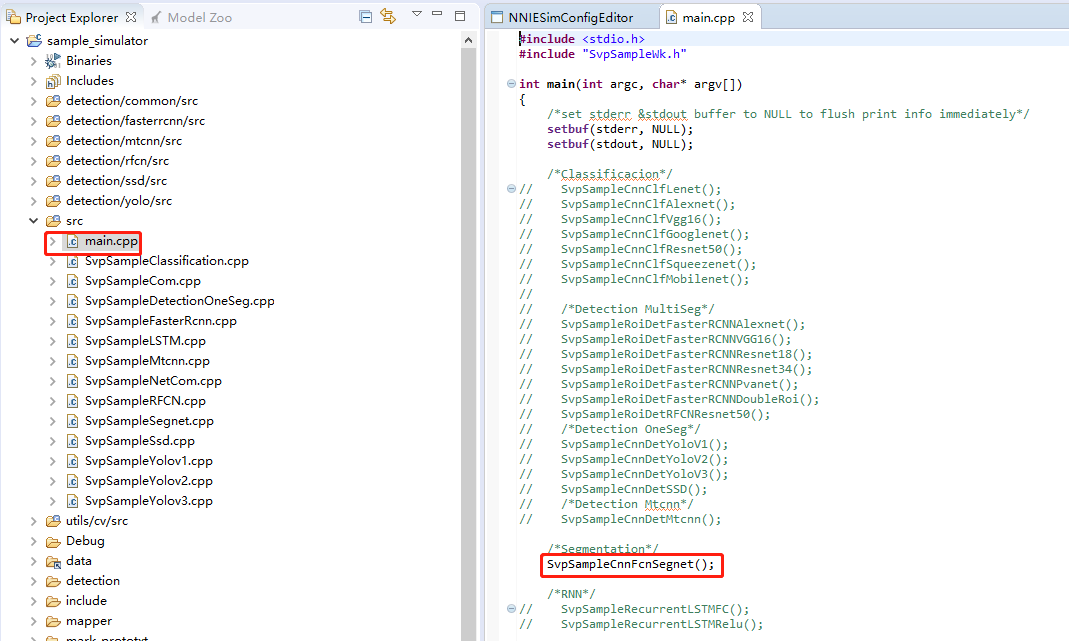 Project Explorer
Model Zoo
sample_simulator
Binaries
Includes
detection/common/src
detection/fasterrcnn/src
detection/mtcnn/src
detection/rfcn/src
detection/ssd/src
detection/yolo/src
src
main.cpp
SvpSampleClassification.cpp
SvpSampleCom.cpp
SvpSampleDetectionOneSeg.cpp
SvpSampleFasterRcnn.cpp
SvpSampleLSTM.cpp
SvpSampleMtcnn.cpp
SvpSampleNetCom.cpp
SvpSampleRFCN.cpp
SvpSampleSegnet.cpp
SvpSampleSsd.cpp
SvpSampleYolov1.cpp
SvpSampleYolov2.cpp
SvpSampleYolov3.cpp
utils/cv/src
Debug
data
detection
include
mapper
mark_prototxt
NNIESimConfigEditor
main.cpp
#include <stdio.h>
#include "SvpSampleWk.h"
int main(int argc, char* argv[])
{
/*set stderr &stdout buffer to NULL to flush print info immediately*/
setbuf(stderr, NULL);
setbuf(stdout, NULL);
/*Classificacion*/
// SvpSampleCnnClfLenet();
// SvpSampleCnnClfAlexnet();
// SvpSampleCnnClfVgg16();
// SvpSampleCnnClfGooglenet();
// SvpSampleCnnClfResnet50();
// SvpSampleCnnClfSqueezenet();
// SvpSampleCnnClfMobilenet();
//
// /*Detection MultiSeg*/
// SvpSampleRoiDetFasterRCNNAlexnet();
// SvpSampleRoiDetFasterRCNNVGG16();
// SvpSampleRoiDetFasterRCNNResnet18();
// SvpSampleRoiDetFasterRCNNResnet34();
// SvpSampleRoiDetFasterRCNNPvanet();
// SvpSampleRoiDetFasterRCNNDoubleRoi();
// SvpSampleRoiDetRFCNResnet50();
// /*Detection OneSeg*/
// SvpSampleCnnDetYoloV1();
// SvpSampleCnnDetYoloV2();
// SvpSampleCnnDetYoloV3();
// SvpSampleCnnDetSSD();
// /*Detection Mtcnn*/
// SvpSampleCnnDetMtcnn();
/*Segmentation*/
SvpSampleCnnFcnSegnet();
/*RNN*/
// SvpSampleRecurrentLSTMFC();
// SvpSampleRecurrentLSTMRelu();